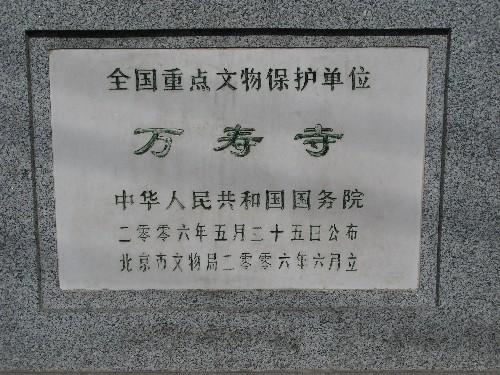 全国重点文物保护单位
万寿寺
中华人民共和国国务院
二零零六年五月二十五日公布
北京市文物局二零零六年六月立